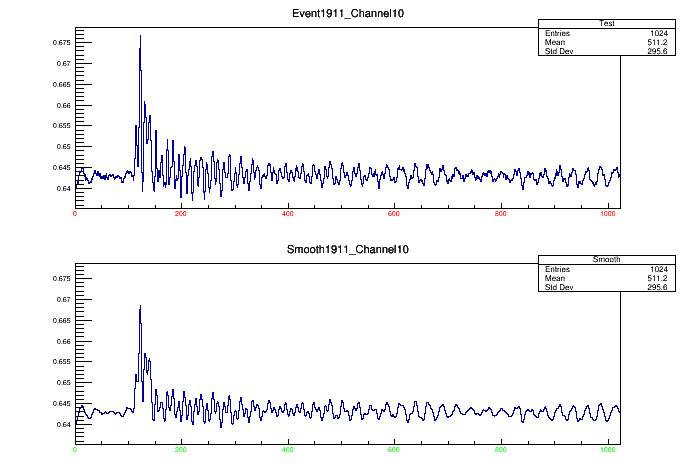 Event1911_Channel10
Test
Entries 1024
Mean 511.2
Std Dev 295.6
0.675
0.67
0.665
0.66
0.655
0.65
0.645
0.64
0 200 400 600 800 1000
Smooth1911_Channel10
Smooth
Entries 1024
Mean 511.2
Std Dev 295.6
0.675
0.67
0.665
0.66
0.655
0.65
0.645
0.64
0 200 400 600 800 1000